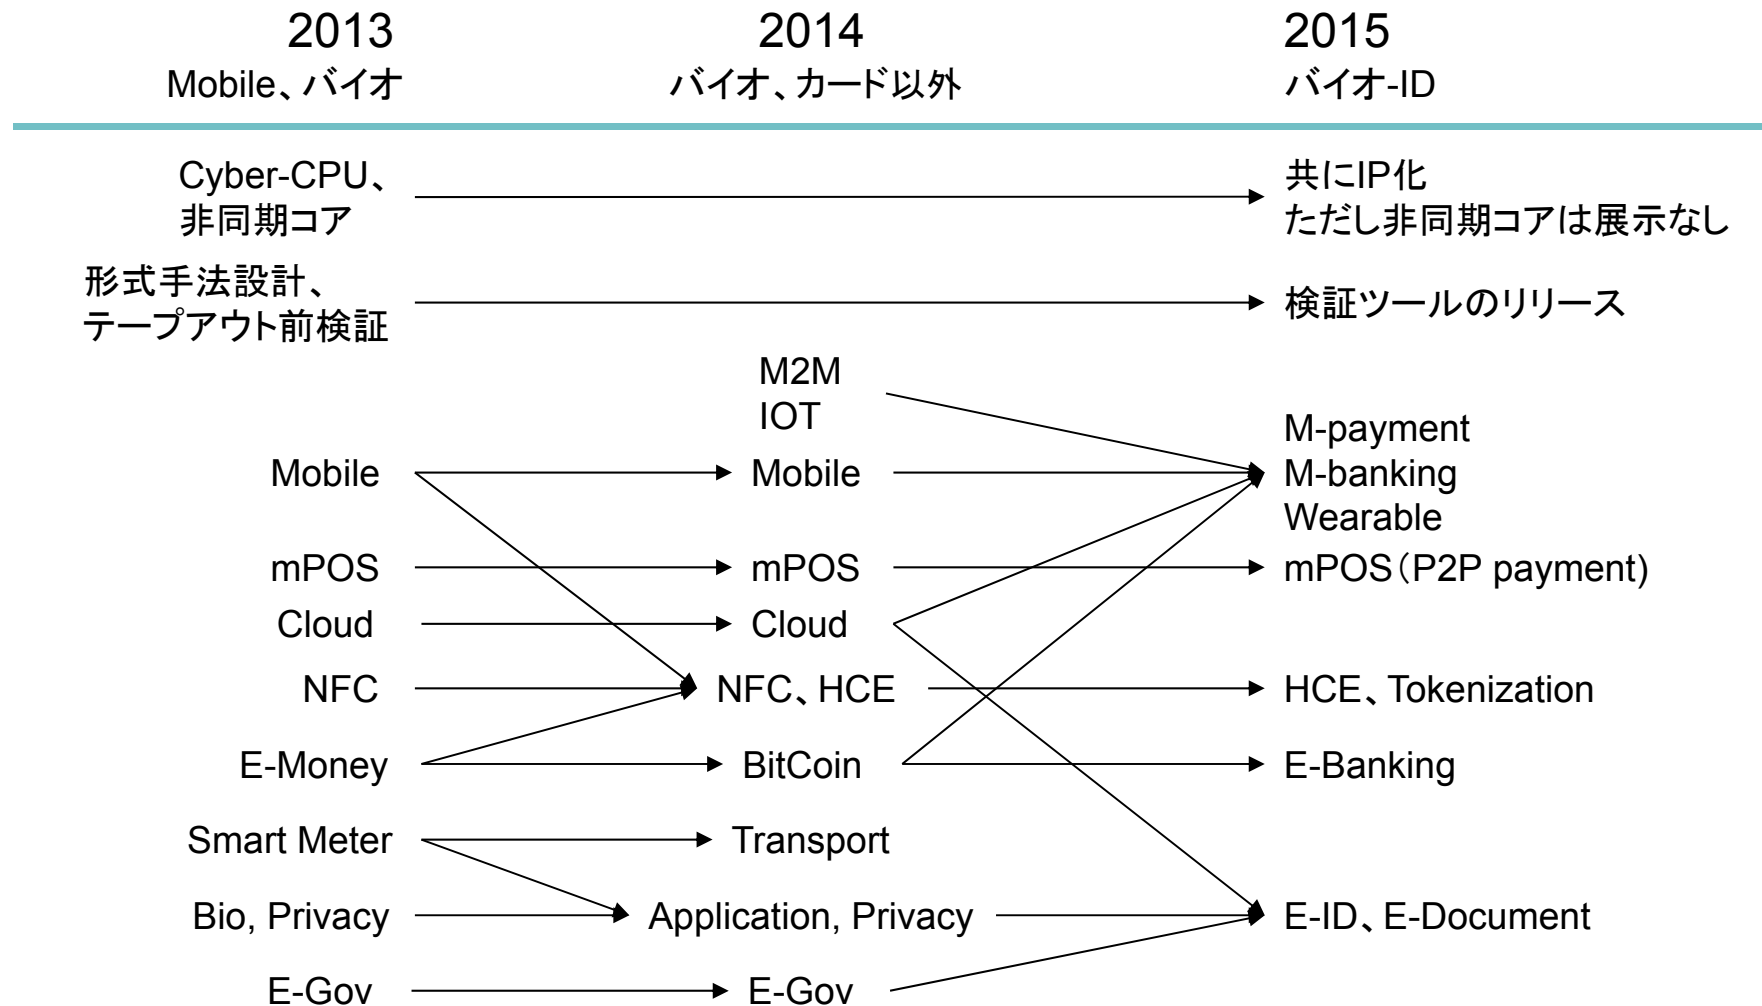 2013
Mobile、バイオ
2014
バイオ、カード以外
2015
バイオ-ID
Cyber-CPU、
非同期コア
共にIP化
ただし非同期コアは展示なし
形式手法設計、
テープアウト前検証
検証ツールのリリース
M2M
IOT
M-payment
Mobile
Mobile
M-banking
Wearable
mPOS
mPOS
mPOS（P2P payment)
Cloud
Cloud
NFC
NFC、HCE
HCE、Tokenization
E-Money
BitCoin
E-Banking
Smart Meter
Transport
Bio, Privacy
Application, Privacy
E-ID、E-Document
E-Gov
E-Gov